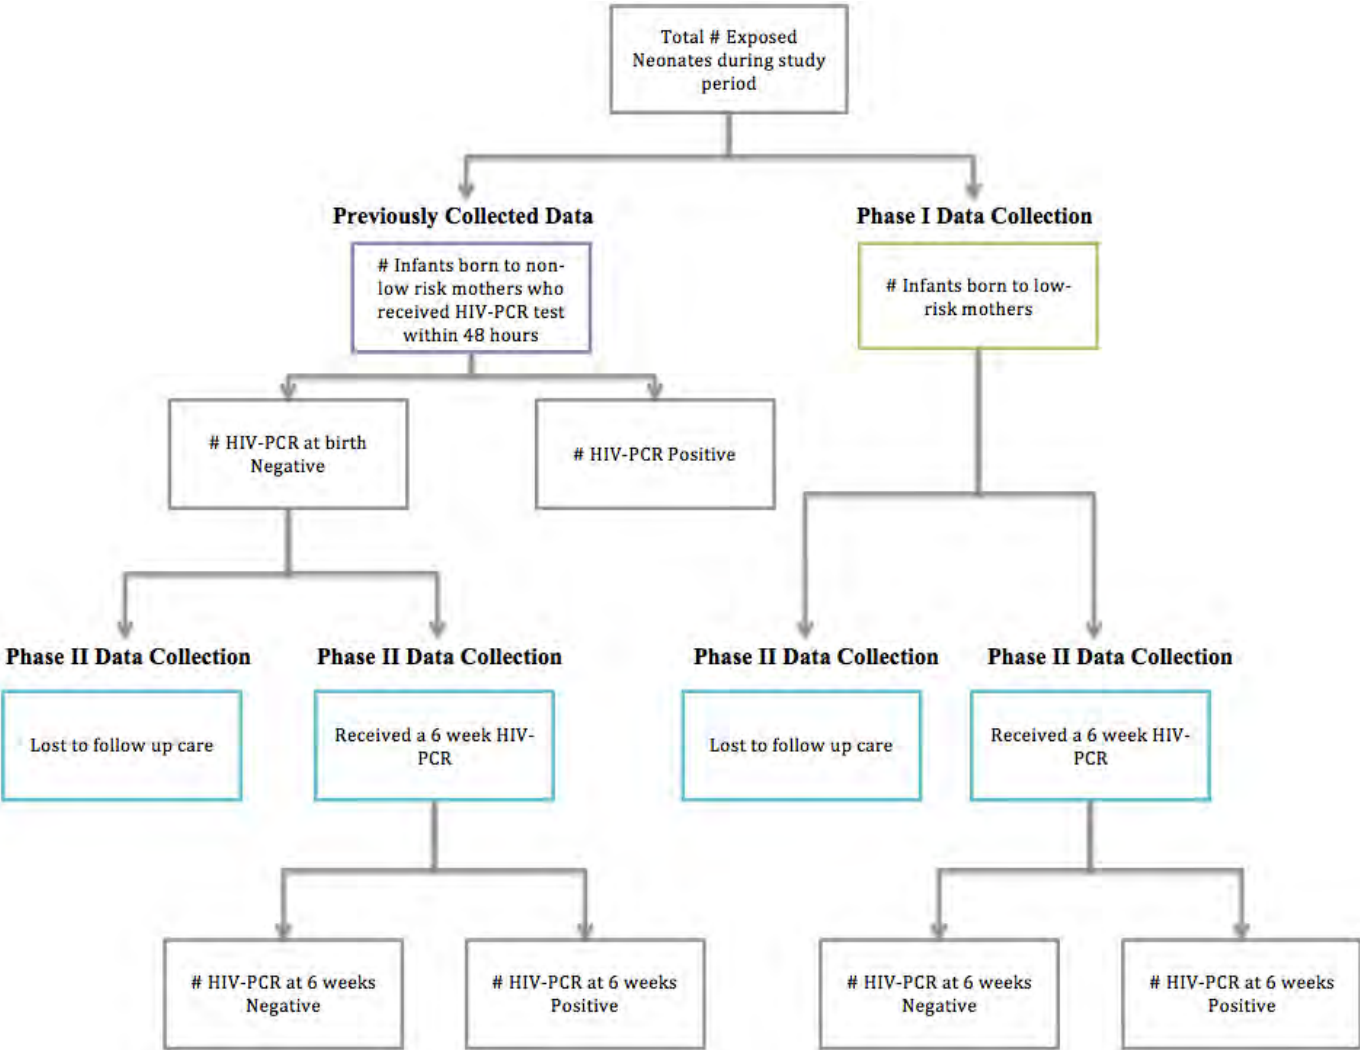 Total # Exposed
Neonates during study
period
Previously Collected Data
Phase I Data Collection
# Infants born to non-
low risk mothers who
received HIV-PCR test
within 48 hours
# Infants born to low-
risk mothers
# HIV-PCR at birth
Negative
# HIV-PCR Positive
Phase II Data Collection
Phase II Data Collection
Phase II Data Collection
Phase II Data Collection
Lost to follow up care
Received a 6 week HIV-
PCR
Lost to follow up care
Received a 6 week HIV-
PCR
# HIV-PCR at 6 weeks
Negative
# HIV-PCR at 6 weeks
Positive
# HIV-PCR at 6 weeks
Negative
# HIV-PCR at 6 weeks
Positive